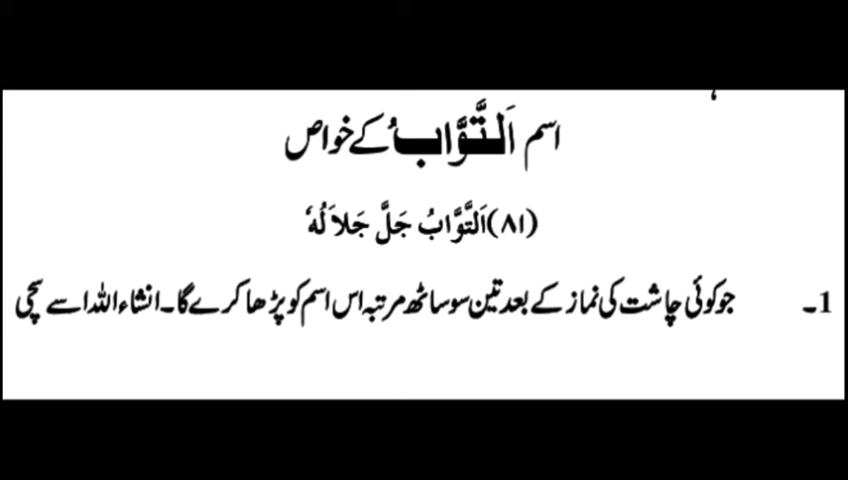 اسم اَلتَّوَّابُ کے خواص
(۸۱) اَلتَّوَّابُ جَلَّ جَلاَ لُہٗ
1۔ جو کوئی چاشت کی نماز کے بعد تین سو ساٹھ مرتبہ اس اسم کو پڑھا کرے گا۔ انشاء اللہ اسے سچی